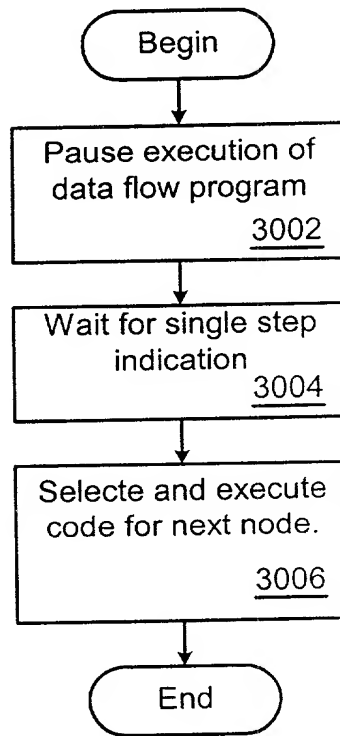 Begin
Pause execution of
data flow program
3002
Wait for single step
indication
3004
Selecte and execute
code for next node.
3006
End